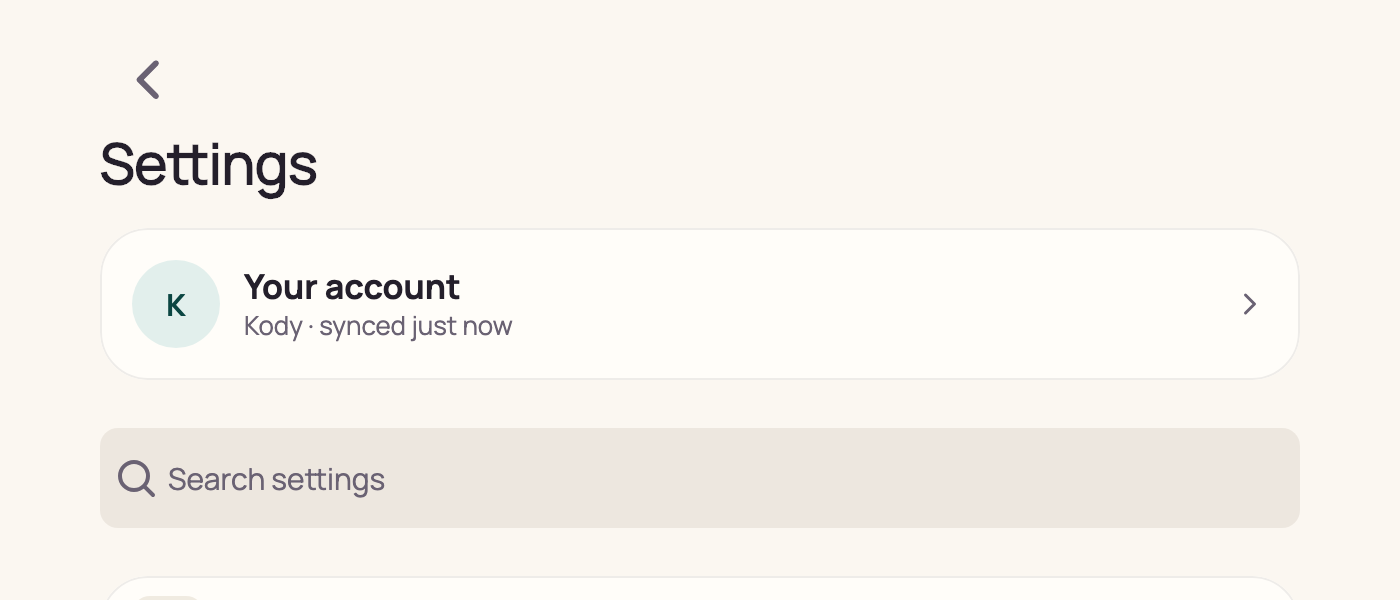 Settings
K
Your account
Kody · synced just now
Search settings